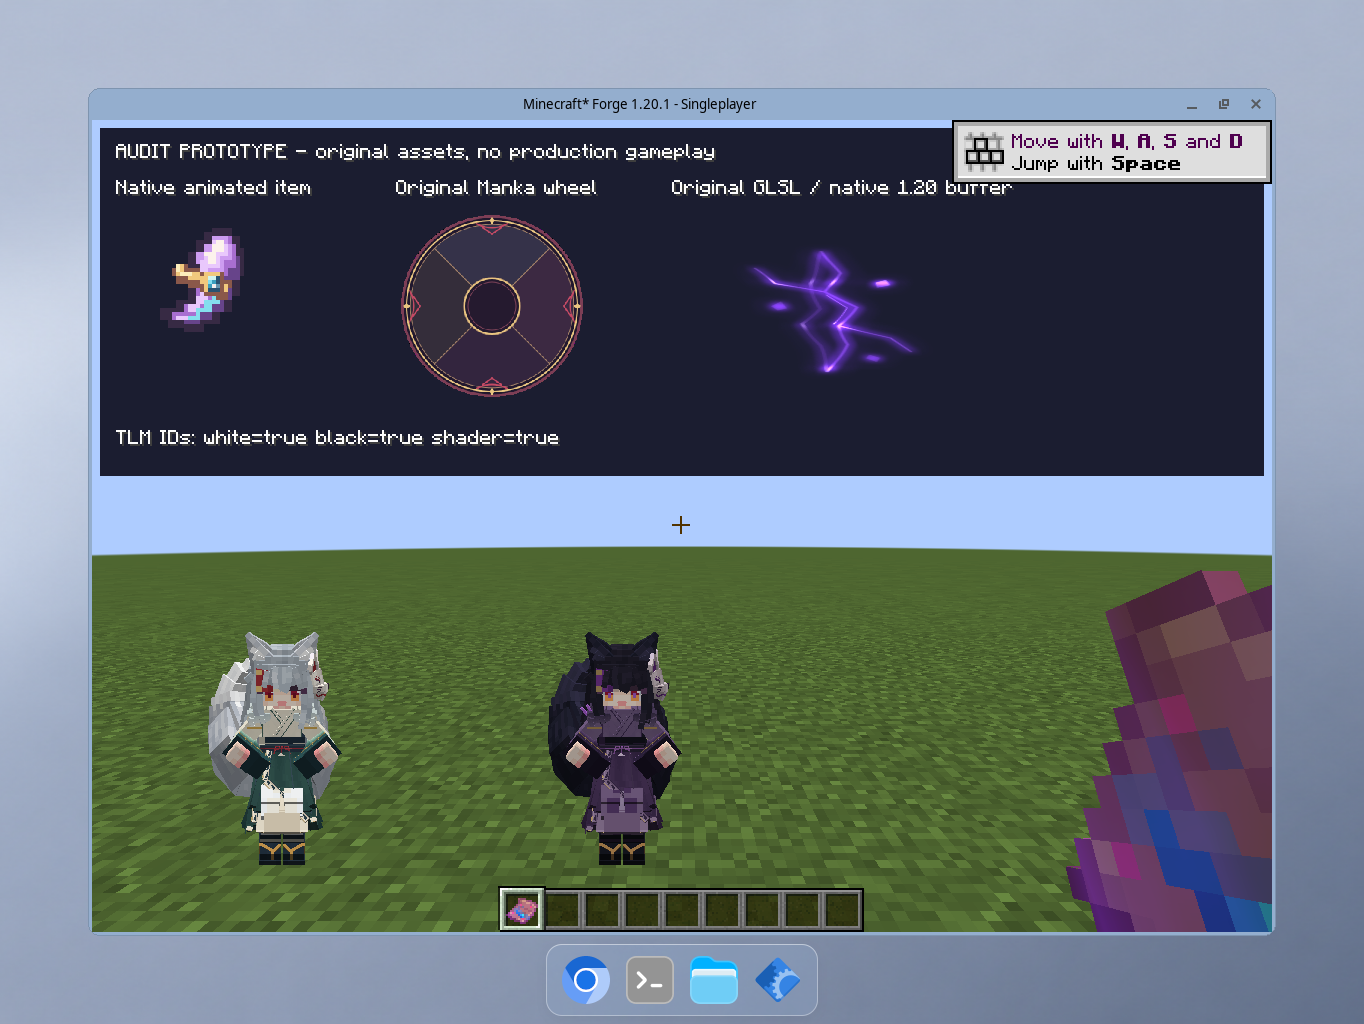 Minecraft* Forge 1.20.1 - Singleplayer
Move with W, A, S and D
Jump with Space
AUDIT PROTOTYPE – original assets, no production gameplay
Native animated item
Original Manka wheel
Original GLSL / native 1.20 buffer
TLM IDs: white=true black=true shader=true